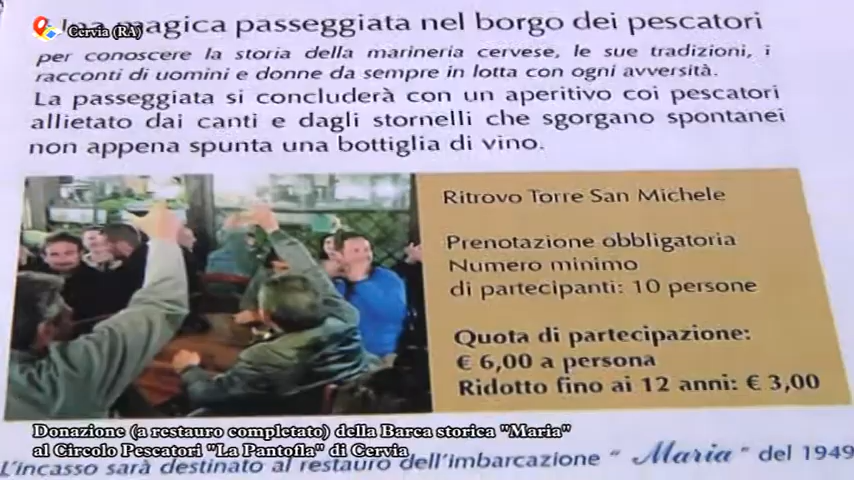 Cervia (RA)
magica passeggiata nel borgo dei pescatori
per conoscere la storia della marineria cervese, le sue tradizioni, i
racconti di uomini e donne da sempre in lotta con ogni avversità.
La passeggiata si concluderà con un aperitivo coi pescatori
allietato dai canti e dagli stornelli che sgorgano spontanei
non appena spunta una bottiglia di vino.
Ritrovo Torre San Michele
Prenotazione obbligatoria
Numero minimo
di partecipanti: 10 persone
Quota di partecipazione:
€ 6,00 a persona
Ridotto fino ai 12 anni: € 3,00
Donazione (a restauro completato) della Barca storica "Maria"
al Circolo Pescatori "La Pantofla" di Cervia
L'incasso sarà destinato al restauro dell'imbarcazione "Maria" del 1949